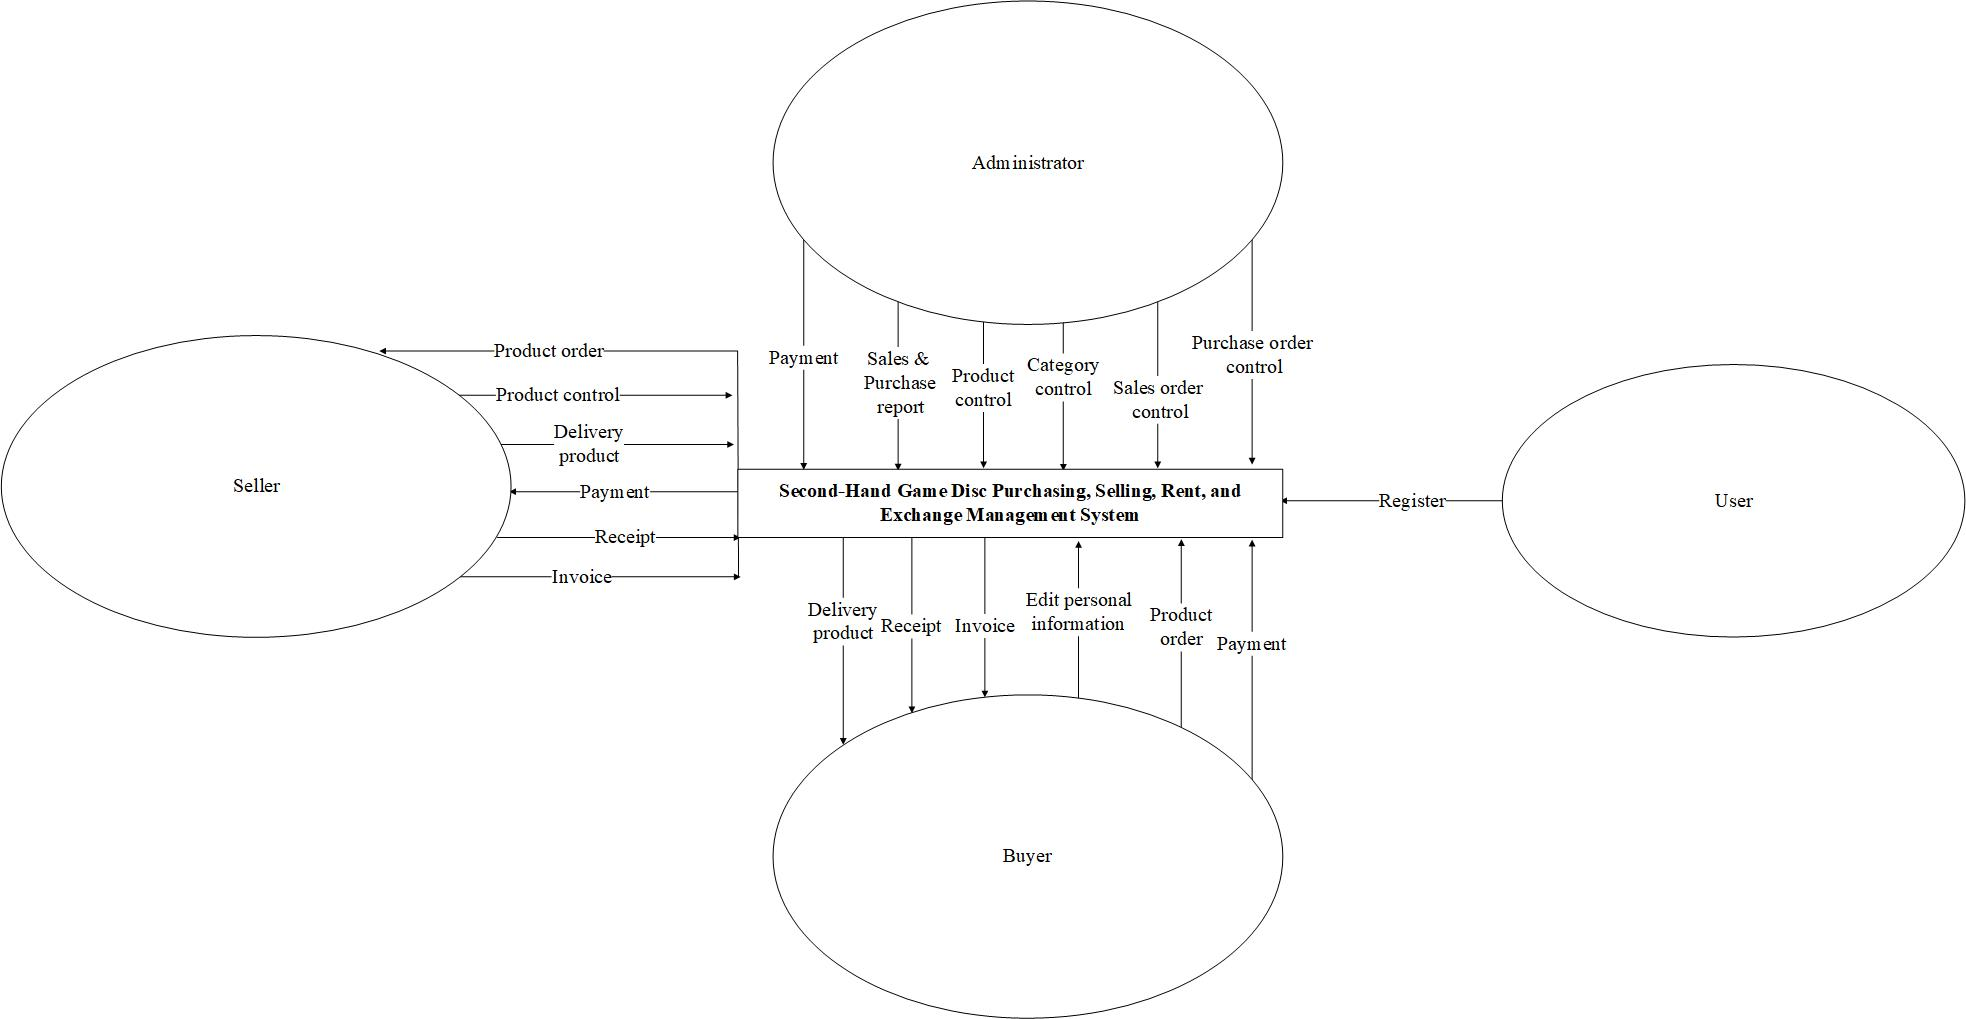 Administrator
Payment
Sales &
Purchase
report
Product
control
Category
control
Sales order
control
Purchase order
control
Product order
Product control
Delivery
product
Payment
Receipt
Invoice
Seller
Second-Hand Game Disc Purchasing, Selling, Rent, and
Exchange Management System
Register
User
Delivery
product
Receipt
Invoice
Edit personal
information
Product
order
Payment
Buyer